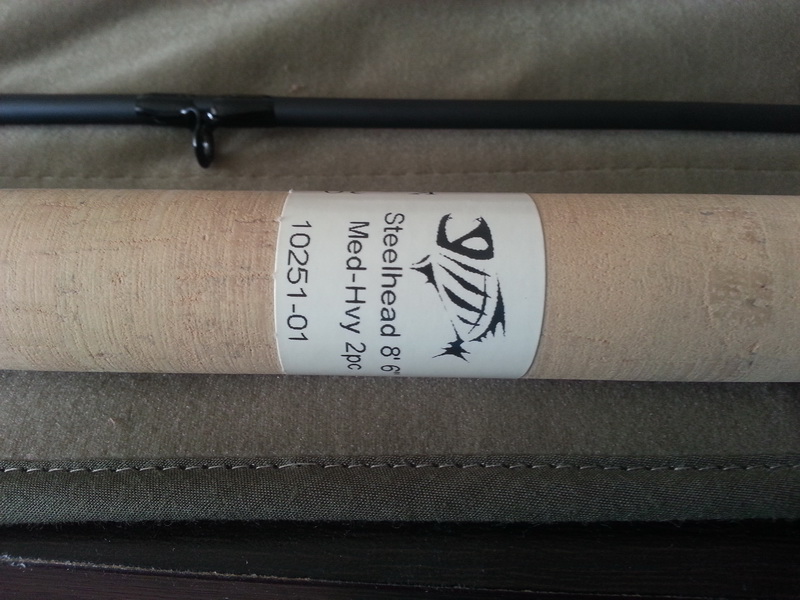 Steelhead 8' 6"
Med-Hvy 2pc
10251-01